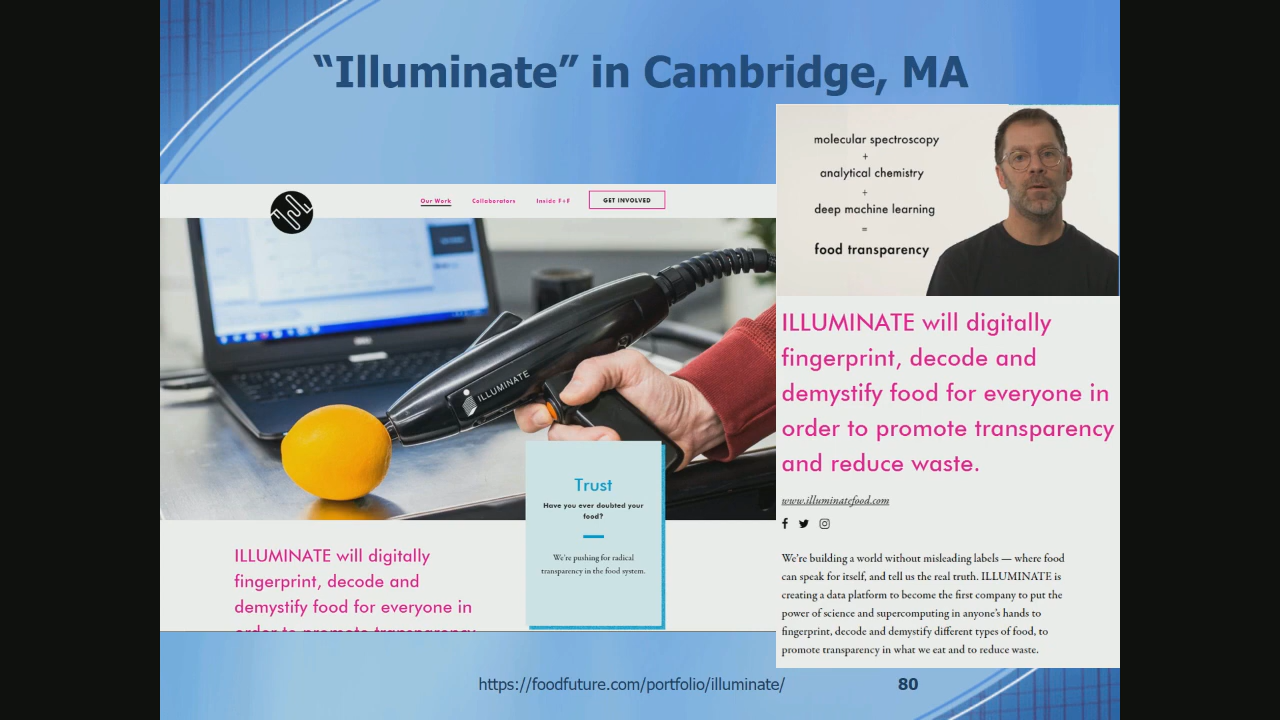 “Illuminate” in Cambridge, MA
Our Work
Collaborators
Inside F+F
GET INVOLVED
ILLUMINATE
Trust
Have you ever doubted your
food?
We're pushing for radical
transparency in the food system.
ILLUMINATE will digitally
fingerprint, decode and
demystify food for everyone in
order to promote transparency
molecular spectroscopy
+
analytical chemistry
+
deep machine learning
=
food transparency
ILLUMINATE will digitally
fingerprint, decode and
demystify food for everyone in
order to promote transparency
and reduce waste.
www.illuminatefood.com
We're building a world without misleading labels — where food
can speak for itself, and tell us the real truth. ILLUMINATE is
creating a data platform to become the first company to put the
power of science and supercomputing in anyone's hands to
fingerprint, decode and demystify different types of food, to
promote transparency in what we eat and to reduce waste.
https://foodfuture.com/portfolio/illuminate/
80